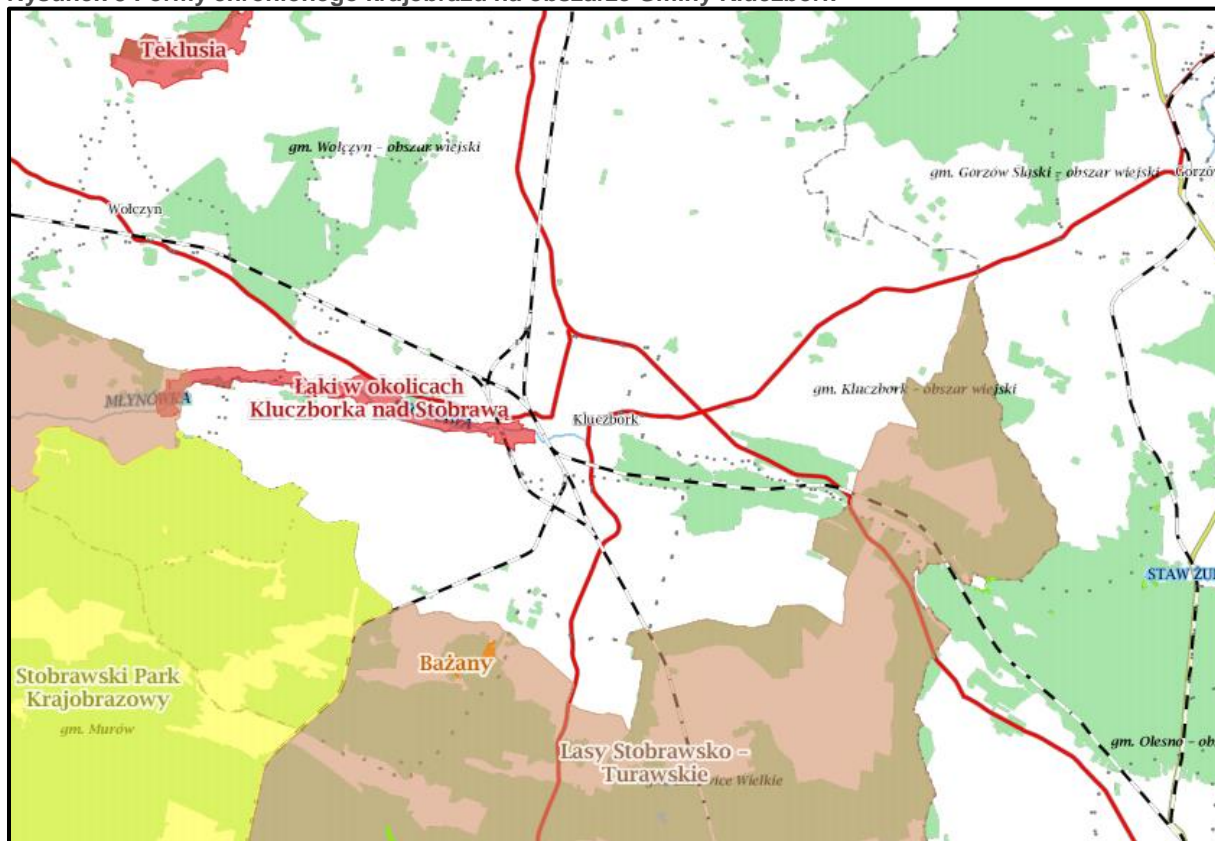 Teklusia
gm. Wołczyn – obszar wiejski
gm. Gorzów Śląski – obszar wiejski
Wołczyn
Łąki w okolicach
Kluczborka nad Stobrawą
gm. Kluczbork – obszar wiejski
MŁYNÓWKA
Kluczbork
Bażany
Stobrawski Park
Krajobrazowy
gm. Murów
Lasy Stobrawsko –
Turawskie
Wielkie
gm. Olesno –
STAW